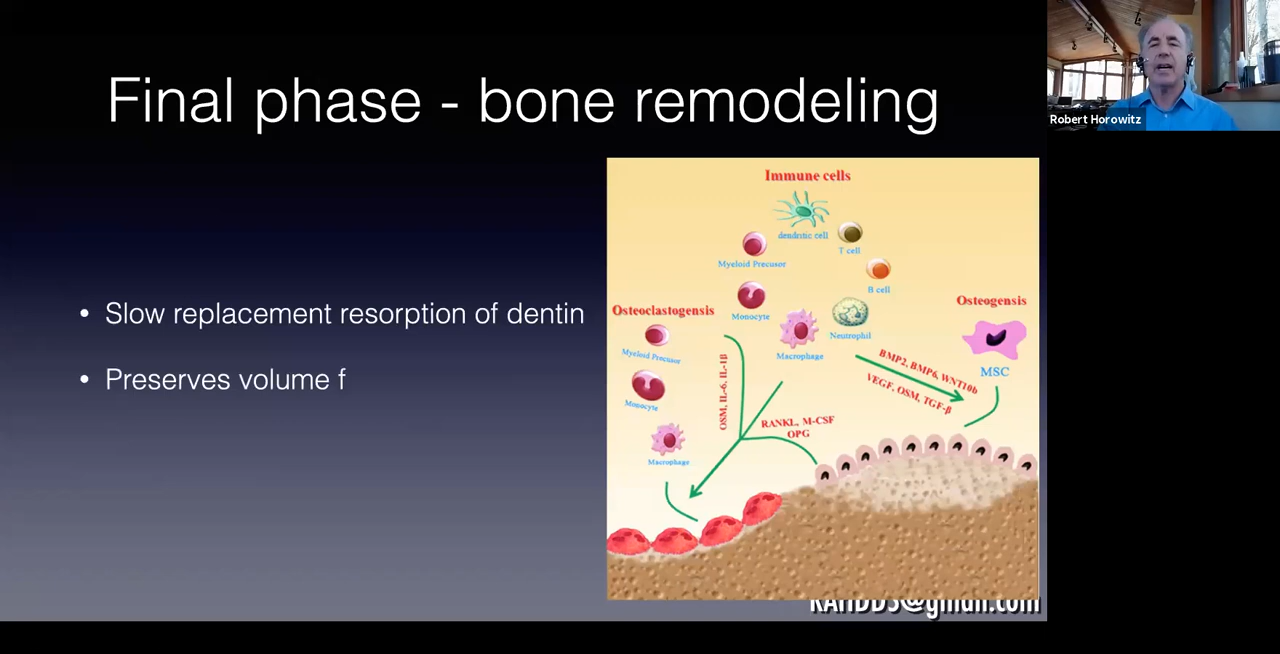 Final phase - bone remodeling
Robert Horowitz
• Slow replacement resorption of dentin
• Preserves volume f
Immune cells
dendritic cell
T cell
Myeloid Precusor
B cell
Osteoclastogensis
Monocyte
Neutrophil
Macrophage
Osteogensis
MSC
Myeloid Precusor
Monocyte
Macrophage
OSM, IL-6, IL-1β
RANKL, M-CSF
OPG
BMP2, BMP6, WNT10b
VEGF, OSM, TGF-β